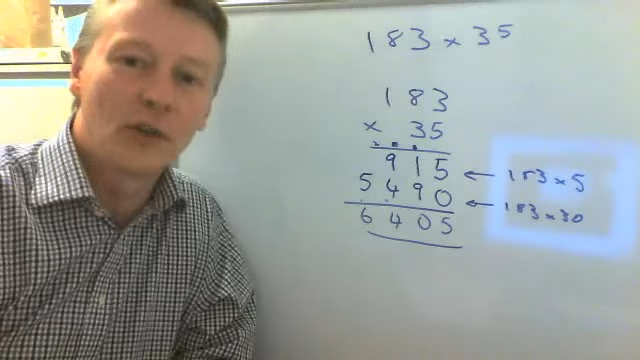 183 x 35
183
x 35
915 ← 183 x 5
5490 ← 183 x 30
6405